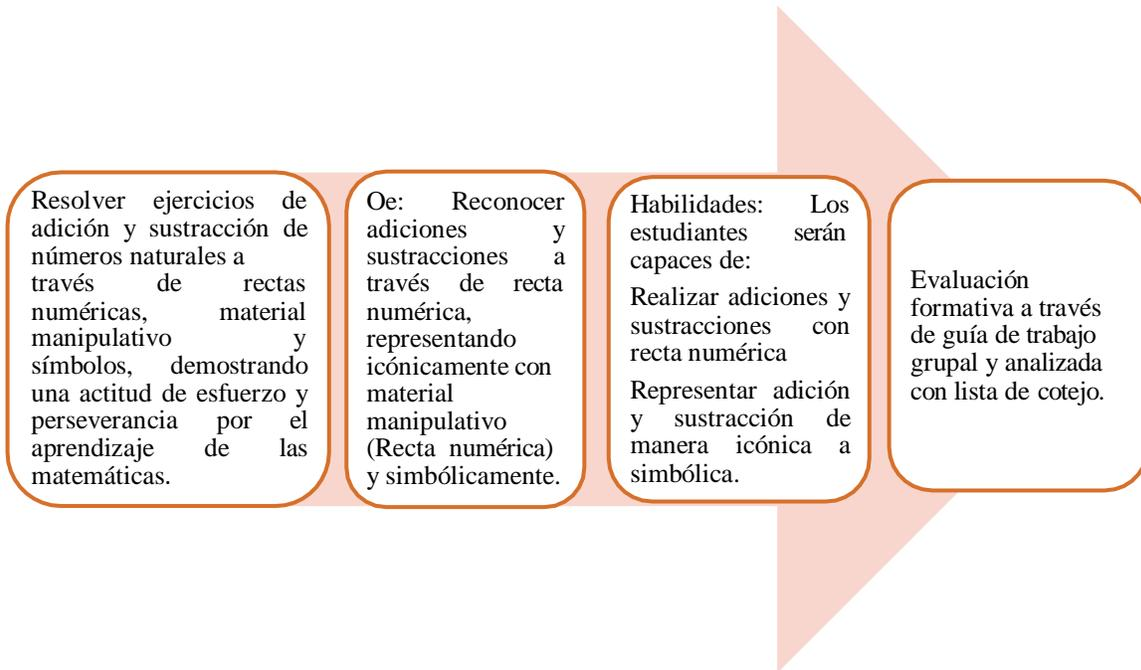 Resolver ejercicios de
adición y sustracción de
números naturales a
través de rectas
numéricas, material
manipulativo y
símbolos, demostrando
una actitud de esfuerzo y
perseverancia por el
aprendizaje de las
matemáticas.
Oe: Reconocer
adiciones y
sustracciones a
través de recta
numérica,
representando
icónicamente con
material
manipulativo
(Recta numérica)
y simbólicamente.
Habilidades: Los
estudiantes serán
capaces de:
Realizar adiciones y
sustracciones con
recta numérica
Representar adición
y sustracción de
manera icónica a
simbólica.
Evaluación
formativa a través
de guía de trabajo
grupal y analizada
con lista de cotejo.